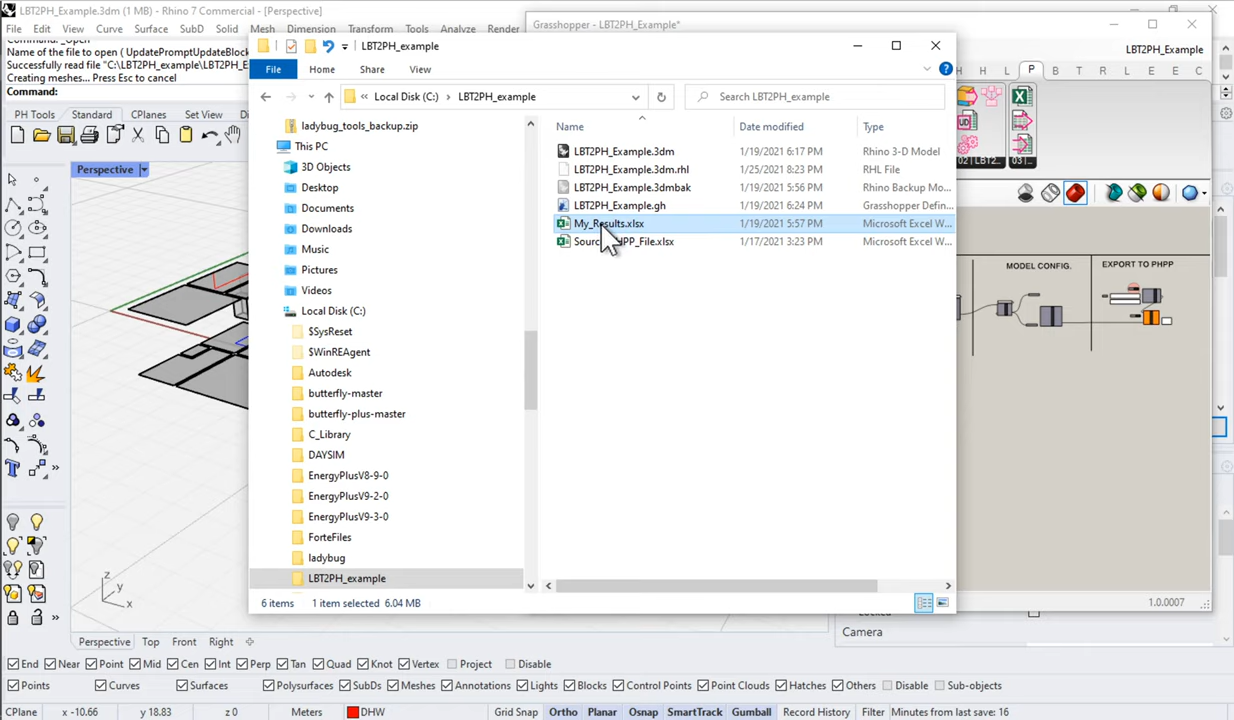 LBT2PH_Example.3dm (1 MB) - Rhino 7 Commercial - [Perspective]
File Edit View Curve Surface SubD Solid Mesh Dimension Transform Tools Analyze Render
Name of the file to open ( UpdatePromptUpdateBlock
Successfully read file "C:\LBT2PH_example\LBT2PH_E
Creating meshes... Press Esc to cancel
Command:
PH Tools Standard CPlanes Set View
Perspective
Grasshopper - LBT2PH_Example*
LBT2PH_Example
H L P B T R L E C
02 | LBT2... 03 |
MODEL CONFIG. EXPORT TO PHPP
LBT2PH_example
File Home Share View
Local Disk (C:) LBT2PH_example
Search LBT2PH_example
ladybug_tools_backup.zip
This PC
3D Objects
Desktop
Documents
Downloads
Music
Pictures
Videos
Local Disk (C:)
$SysReset
$WinREAgent
Autodesk
butterfly-master
butterfly-plus-master
C_Library
DAYSIM
EnergyPlusV8-9-0
EnergyPlusV9-2-0
EnergyPlusV9-3-0
ForteFiles
ladybug
LBT2PH_example
Name Date modified Type
LBT2PH_Example.3dm 1/19/2021 6:17 PM Rhino 3-D Model
LBT2PH_Example.3dm.rhl 1/25/2021 8:23 PM RHL File
LBT2PH_Example.3dmbak 1/19/2021 5:56 PM Rhino Backup Mo...
LBT2PH_Example.gh 1/19/2021 6:24 PM Grasshopper Defin...
My_Results.xlsx 1/19/2021 5:57 PM Microsoft Excel W...
Sourc HPP_File.xlsx 1/17/2021 3:23 PM Microsoft Excel W...
6 items 1 item selected 6.04 MB
1.0.0007
Camera
z y x
Perspective Top Front Right
End Near Point Mid Cen Int Perp Tan Quad Knot Vertex Project Disable
Points Curves Surfaces Polysurfaces SubDs Meshes Annotations Lights Blocks Control Points Point Clouds Hatches Others Disable Sub-objects
CPlane x -10.66 y 18.83 z 0 Meters DHW Grid Snap Ortho Planar Osnap SmartTrack Gumball Record History Filter Minutes from last save: 16